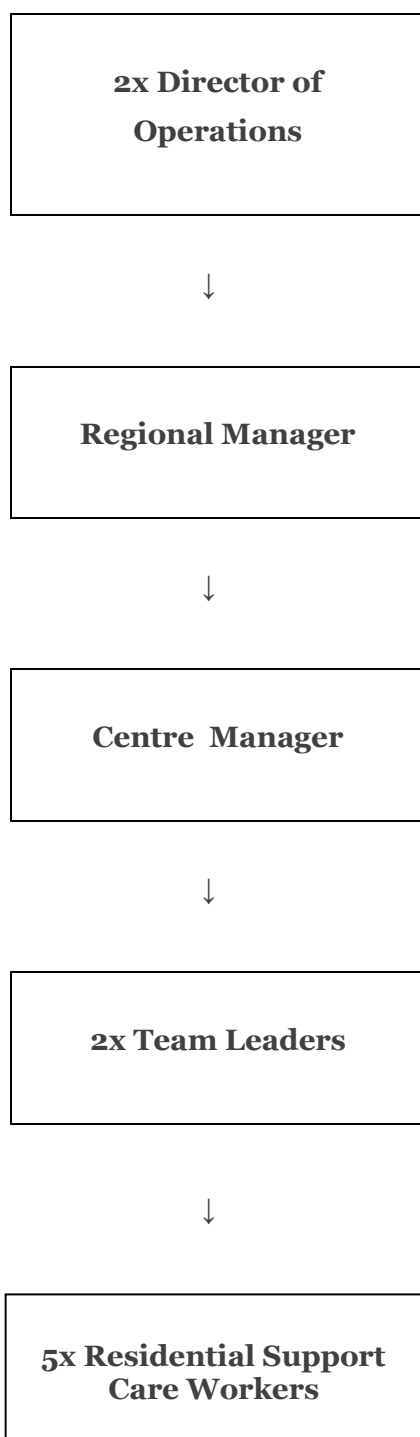 2x Director of
Operations
↓
Regional Manager
↓
Centre Manager
↓
2x Team Leaders
↓
5x Residential Support
Care Workers